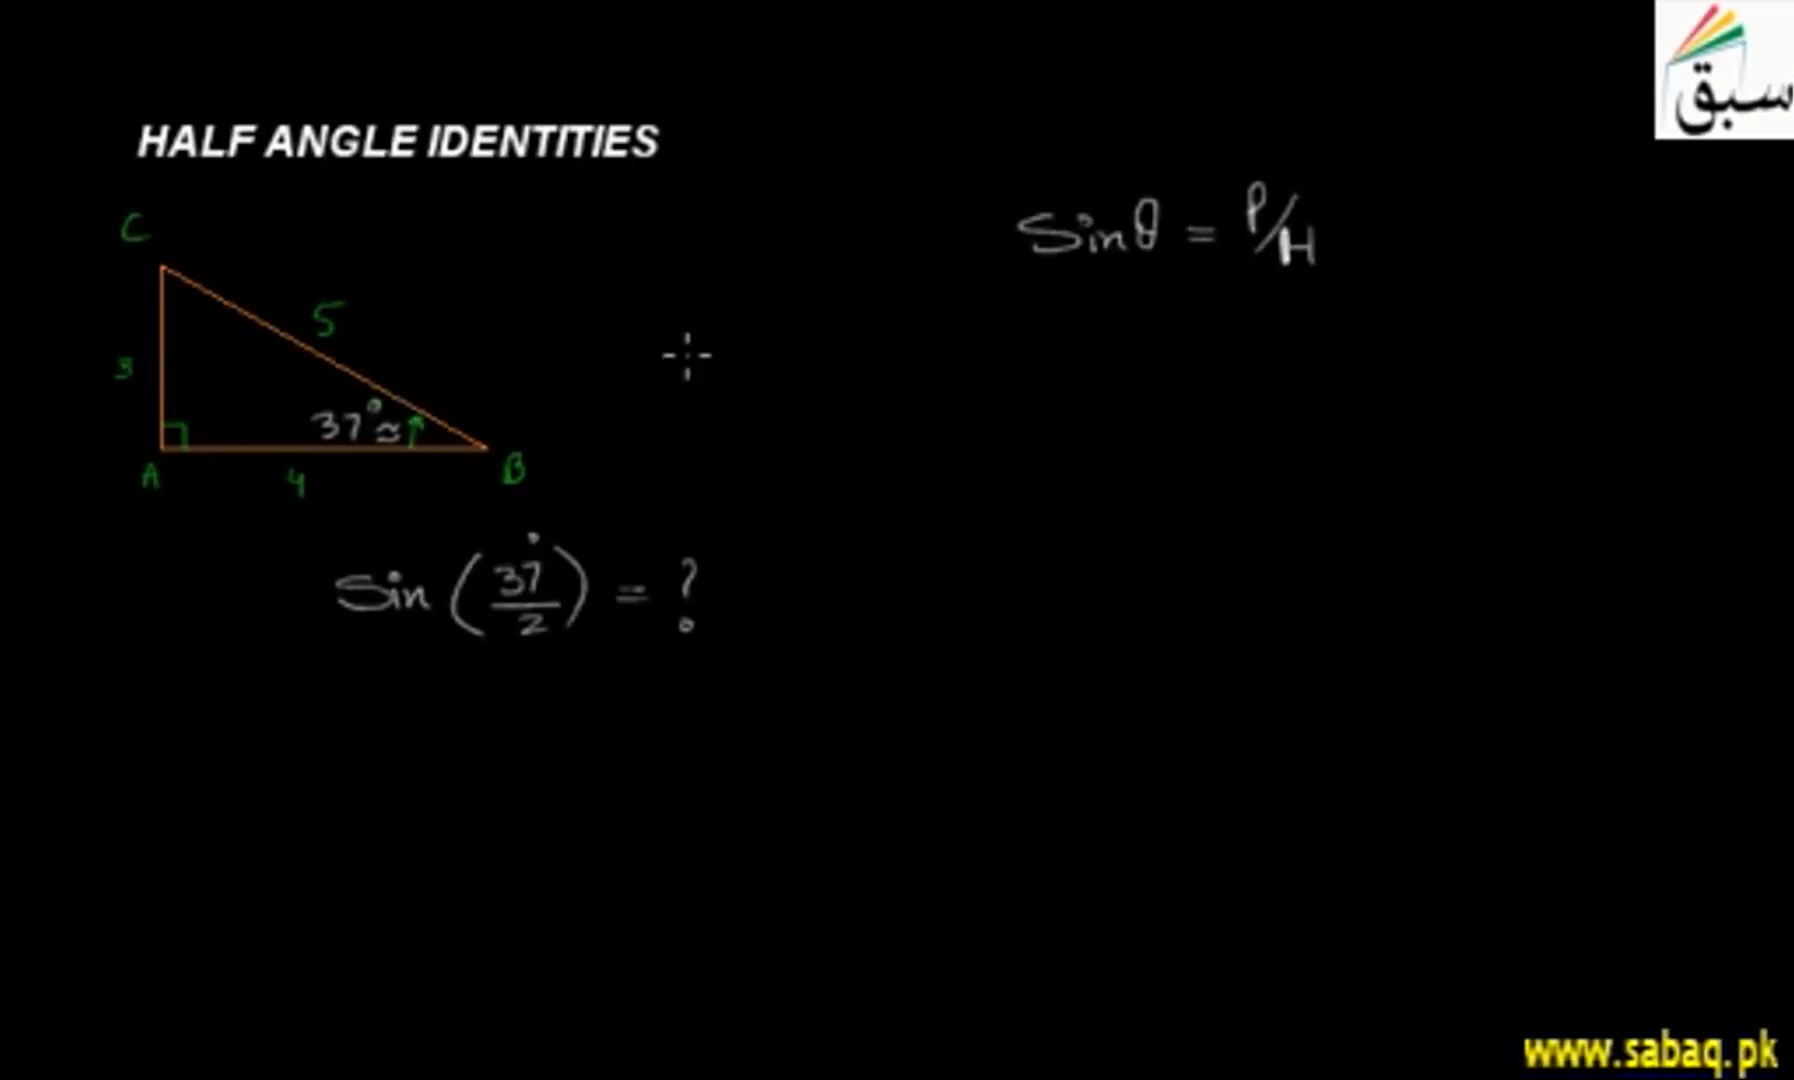 سبق
HALF ANGLE IDENTITIES
C
Sinθ = P/H
5
3
37°≈
A
4
B
Sin (37°/2) = ?
www.sabaq.pk